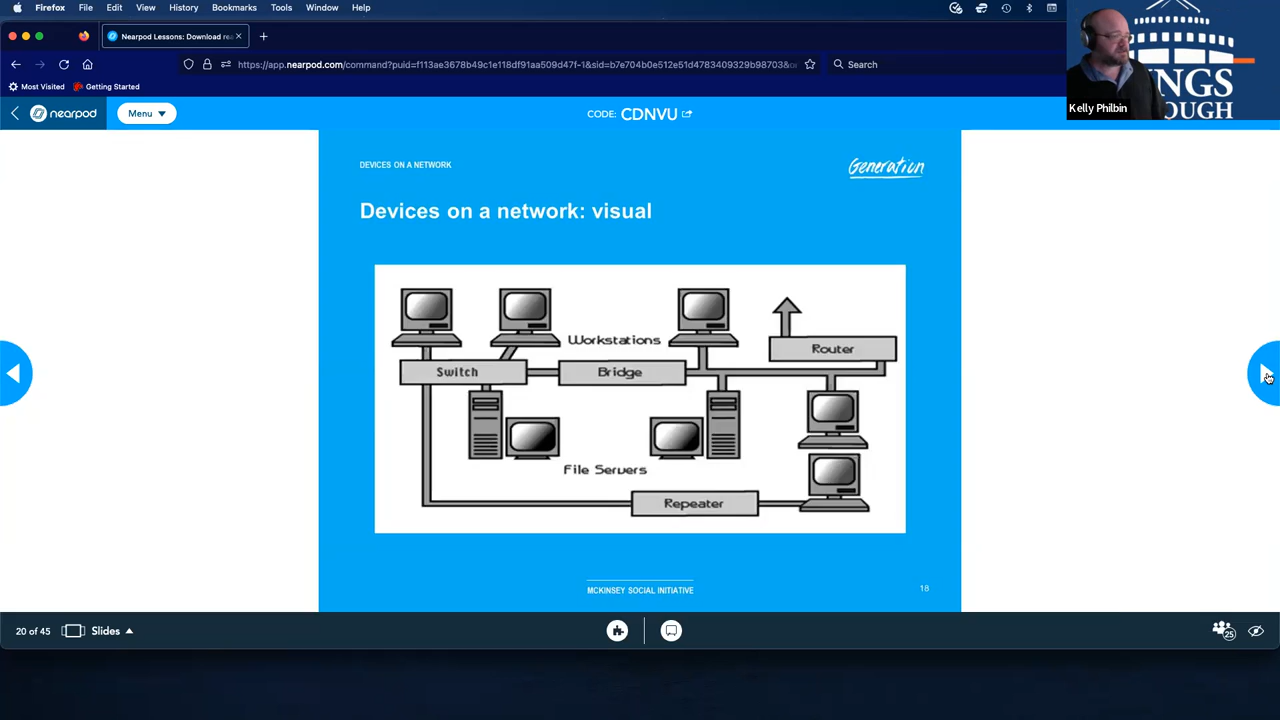 Firefox File Edit View History Bookmarks Tools Window Help
Nearpod Lessons: Download rea
https://app.nearpod.com/command?puid=f113ae3678b49c1e118df91aa509d47f-1&sid=b7e704b0e512e51d4783409329b98703&
Search
Most Visited Getting Started
nearpod Menu CODE: CDNVU
NGS
OUGH
Kelly Philbin
DEVICES ON A NETWORK
Generation
Devices on a network: visual
Workstations
Router
Switch Bridge
File Servers
Repeater
MCKINSEY SOCIAL INITIATIVE
18
20 of 45 Slides
25